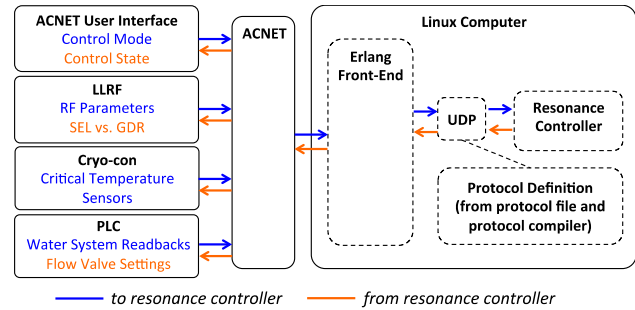 ACNET User Interface
Control Mode
Control State
LLRF
RF Parameters
SEL vs. GDR
Cryo-con
Critical Temperature
Sensors
PLC
Water System Readbacks
Flow Valve Settings
ACNET
Linux Computer
Erlang
Front-End
UDP
Resonance
Controller
Protocol Definition
(from protocol file and
protocol compiler)
to resonance controller
from resonance controller